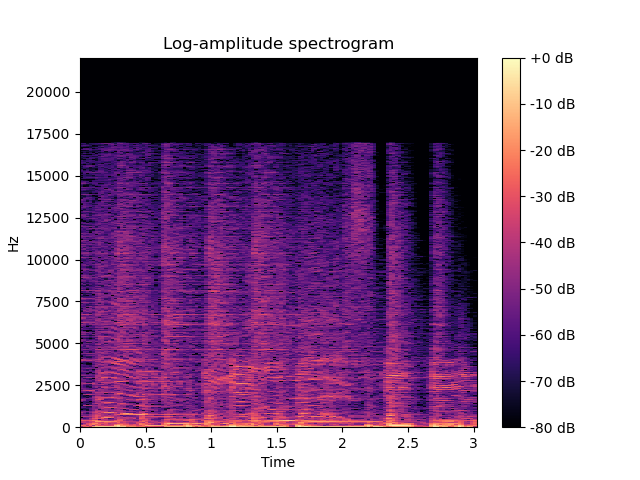 Log-amplitude spectrogram
Hz
20000
17500
15000
12500
10000
7500
5000
2500
0
0 0.5 1 1.5 2 2.5 3
Time
+0 dB
-10 dB
-20 dB
-30 dB
-40 dB
-50 dB
-60 dB
-70 dB
-80 dB